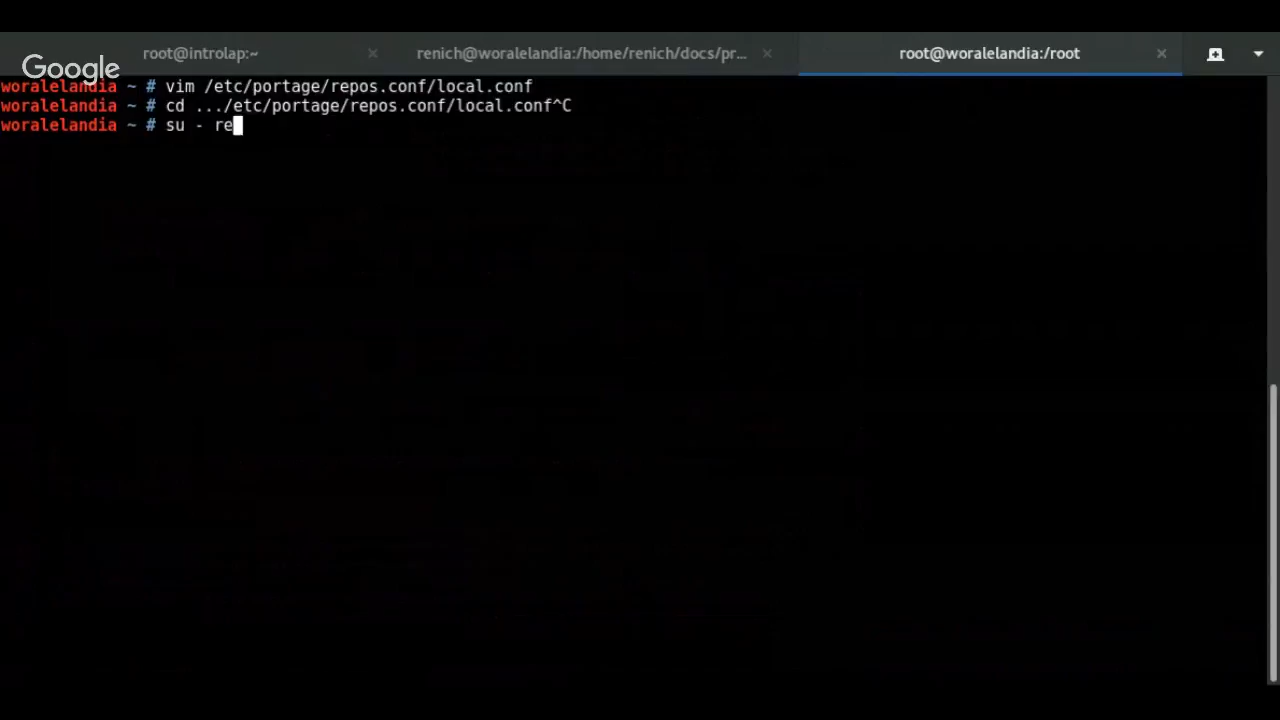 root@introlap:~
renich@woralelandia:/home/renich/docs/pr...
root@woralelandia:/root
Google
woralelandia ~ # vim /etc/portage/repos.conf/local.conf
woralelandia ~ # cd .../etc/portage/repos.conf/local.conf^C
woralelandia ~ # su - re